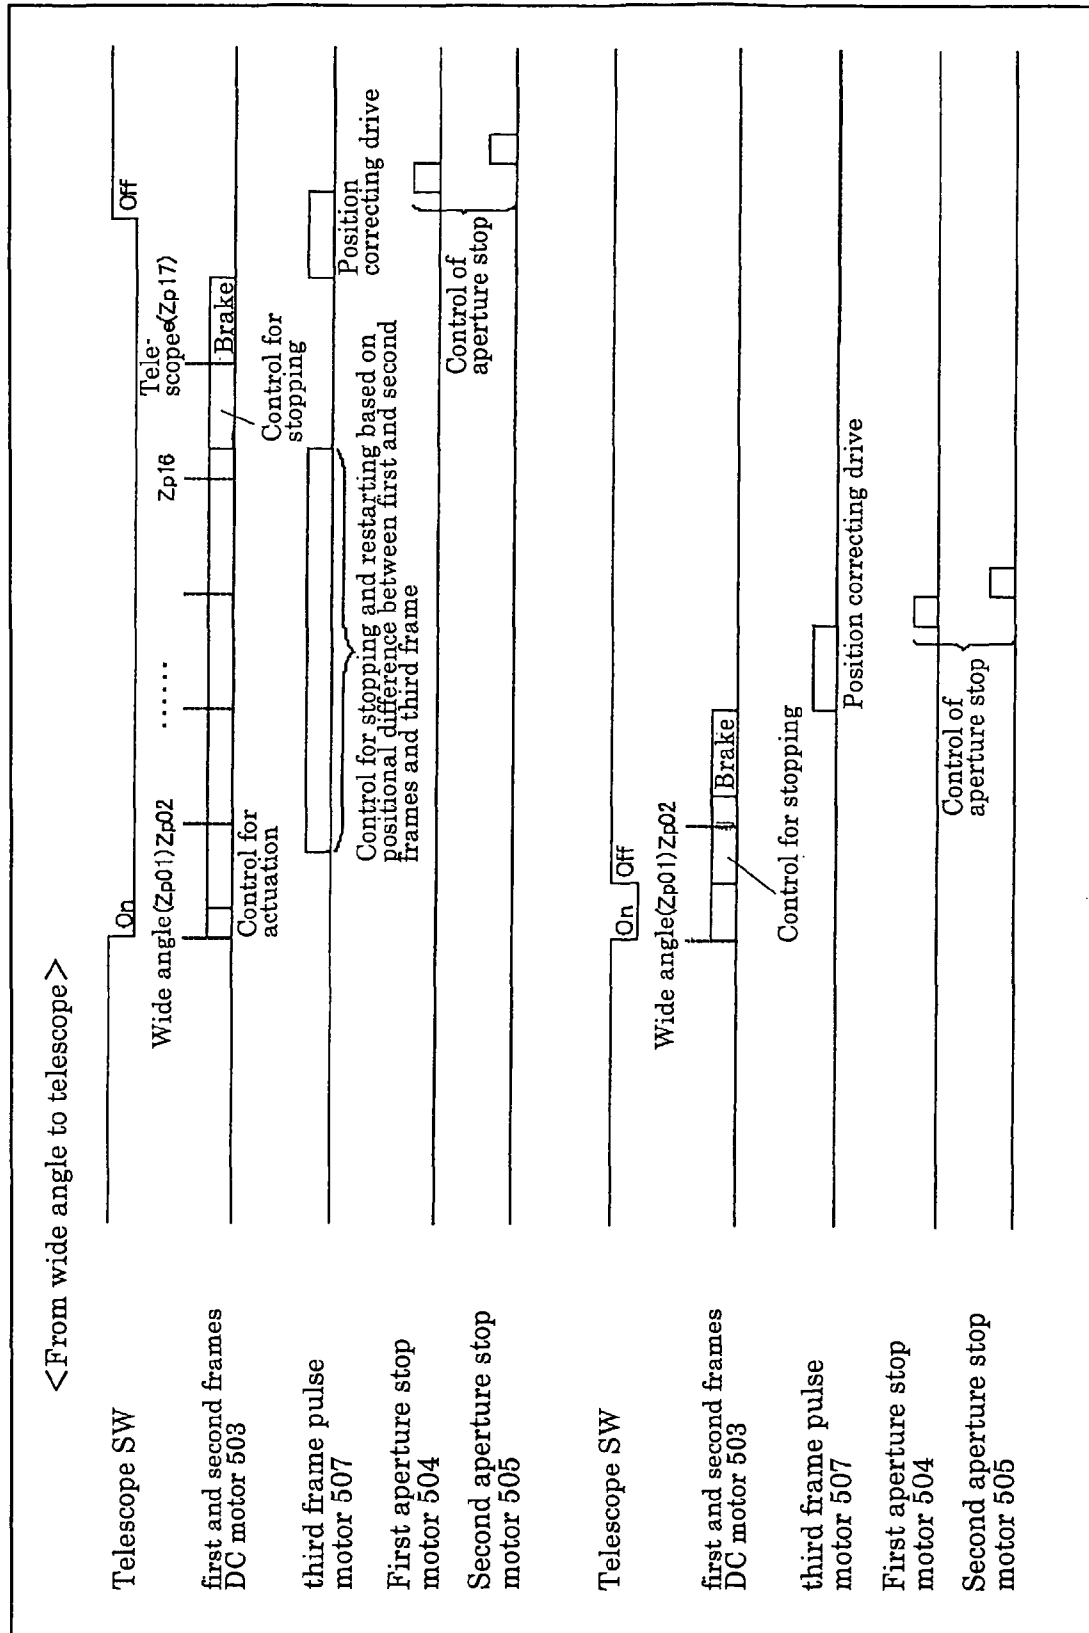 <From wide angle to telescope>
Telescope SW
On
Off
Wide angle(Zp01)Zp02
......
Zp16
Tele-
scope(Zp17)
first and second frames
DC motor 503
Brake
Control for
actuation
Control for
stopping
third frame pulse
motor 507
Control for stopping and restarting based on
positional difference between first and second
frames and third frame
Position
correcting drive
First aperture stop
motor 504
Second aperture stop
motor 505
Control of
aperture stop
Telescope SW
On
Off
Wide angle(Zp01)Zp02
first and second frames
DC motor 503
Brake
Control for stopping
third frame pulse
motor 507
Position correcting drive
First aperture stop
motor 504
Second aperture stop
motor 505
Control of
aperture stop